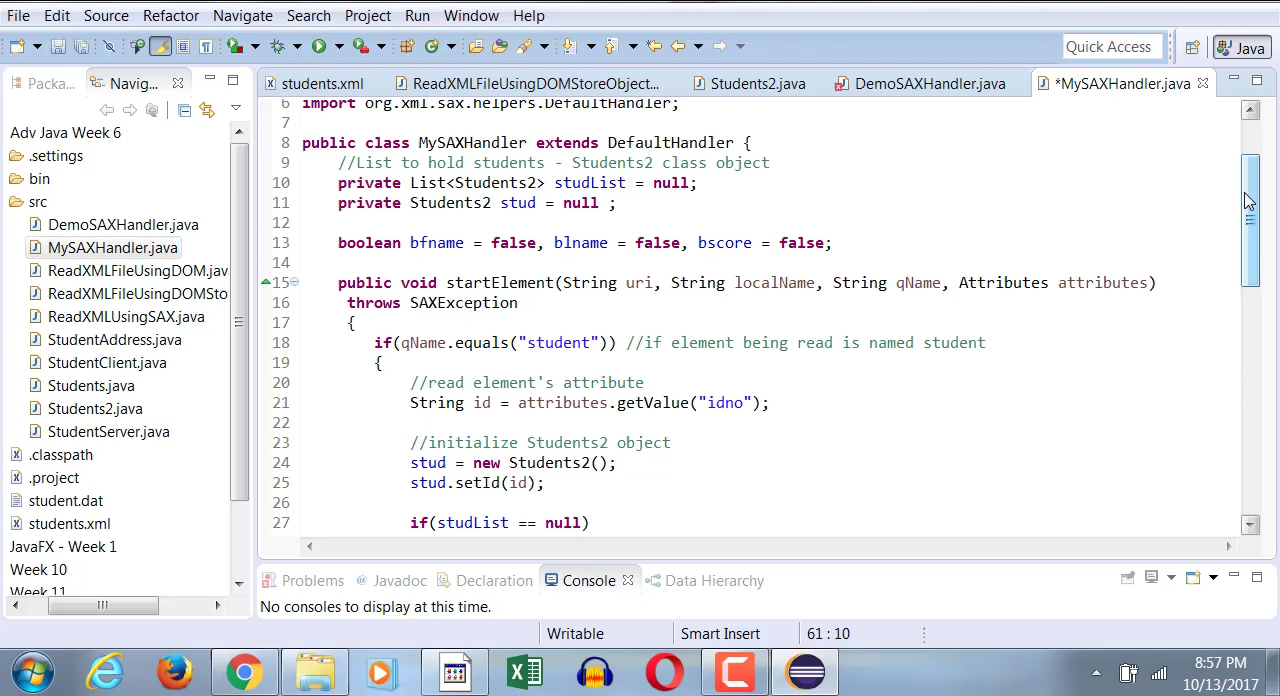 File Edit Source Refactor Navigate Search Project Run Window Help
Quick Access Java
Packa... Navig... students.xml ReadXMLFileUsingDOMStoreObject... Students2.java DemoSAXHandler.java *MySAXHandler.java
Adv Java Week 6
.settings
bin
src
DemoSAXHandler.java
MySAXHandler.java
ReadXMLFileUsingDOM.jav
ReadXMLFileUsingDOMSto
ReadXMLUsingSAX.java
StudentAddress.java
StudentClient.java
Students.java
Students2.java
StudentServer.java
.classpath
.project
student.dat
students.xml
JavaFX - Week 1
Week 10
Week 11
6 import org.xml.sax.helpers.DefaultHandler;
7
8 public class MySAXHandler extends DefaultHandler {
9 //List to hold students - Students2 class object
10 private List<Students2> studList = null;
11 private Students2 stud = null ;
12
13 boolean bfname = false, blname = false, bscore = false;
14
15 public void startElement(String uri, String localName, String qName, Attributes attributes)
16 throws SAXException
17 {
18 if(qName.equals("student")) //if element being read is named student
19 {
20 //read element's attribute
21 String id = attributes.getValue("idno");
22
23 //initialize Students2 object
24 stud = new Students2();
25 stud.setId(id);
26
27 if(studList == null)
Problems Javadoc Declaration Console Data Hierarchy
No consoles to display at this time.
Writable Smart Insert 61 : 10
8:57 PM
10/13/2017